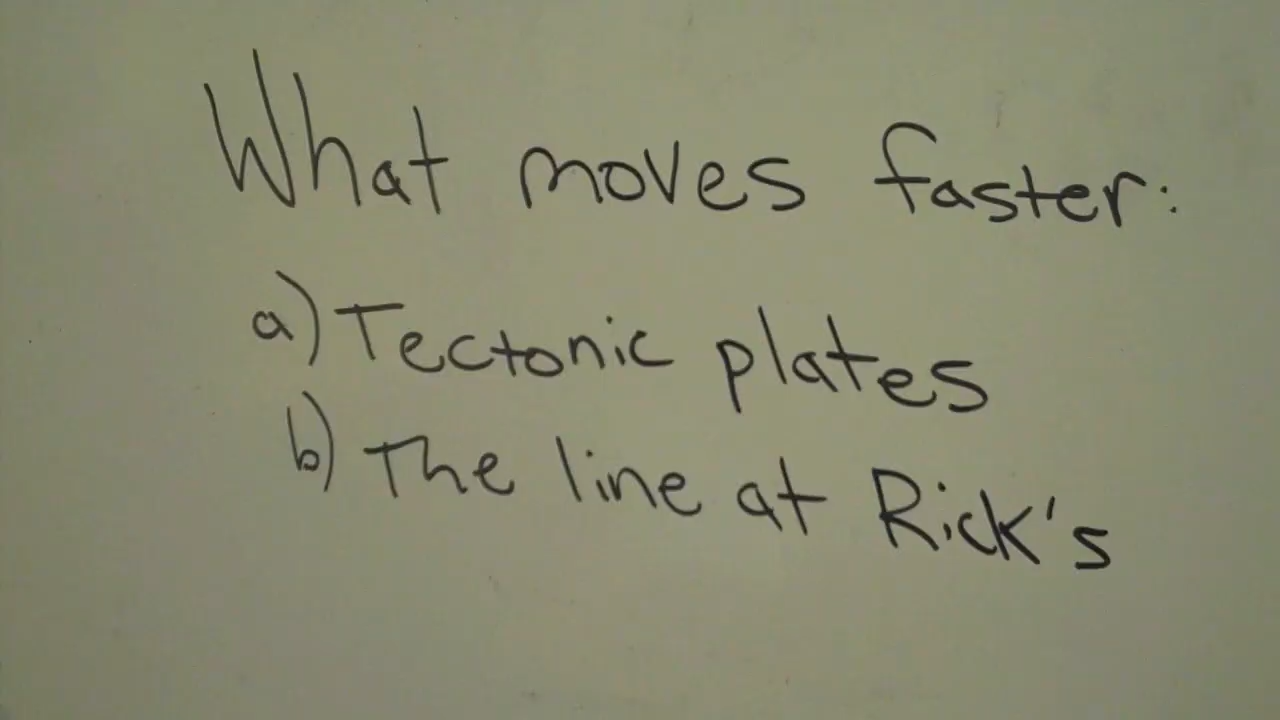 What moves faster:
a) Tectonic plates
b) The line at Rick's